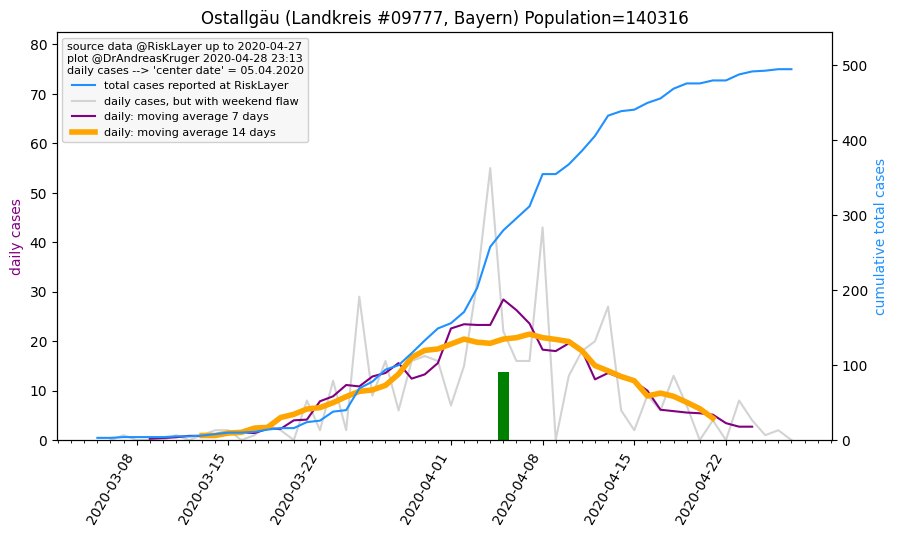 Ostallgäu (Landkreis #09777, Bayern) Population=140316
source data @RiskLayer up to 2020-04-27
plot @DrAndreasKruger 2020-04-28 23:13
daily cases --> 'center date' = 05.04.2020
total cases reported at RiskLayer
daily cases, but with weekend flaw
daily: moving average 7 days
daily: moving average 14 days
daily cases
80
70
60
50
40
30
20
10
0
500
400
300
200
100
0
cumulative total cases
2020-03-08
2020-03-15
2020-03-22
2020-04-01
2020-04-08
2020-04-15
2020-04-22